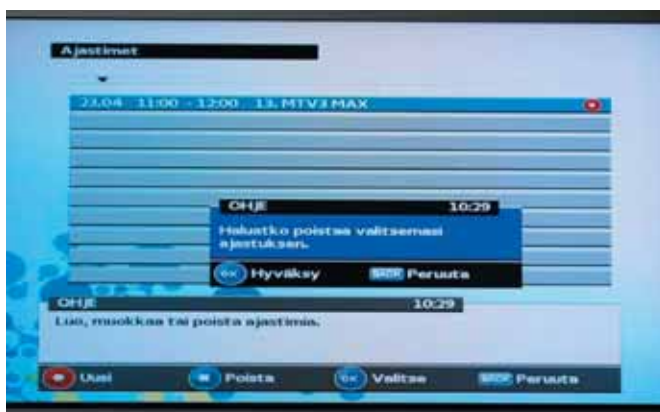 Ajastimet
23.04 11:00 - 12:00 13. MTV3 MAX
OHJE 10:29
Haluatko poistaa valitsemasi
ajastuksen.
OK Hyväksy BACK Peruuta
OHJE 10:29
Luo, muokkaa tai poista ajastimia.
Uusi Poista OK Valitse BACK Peruuta